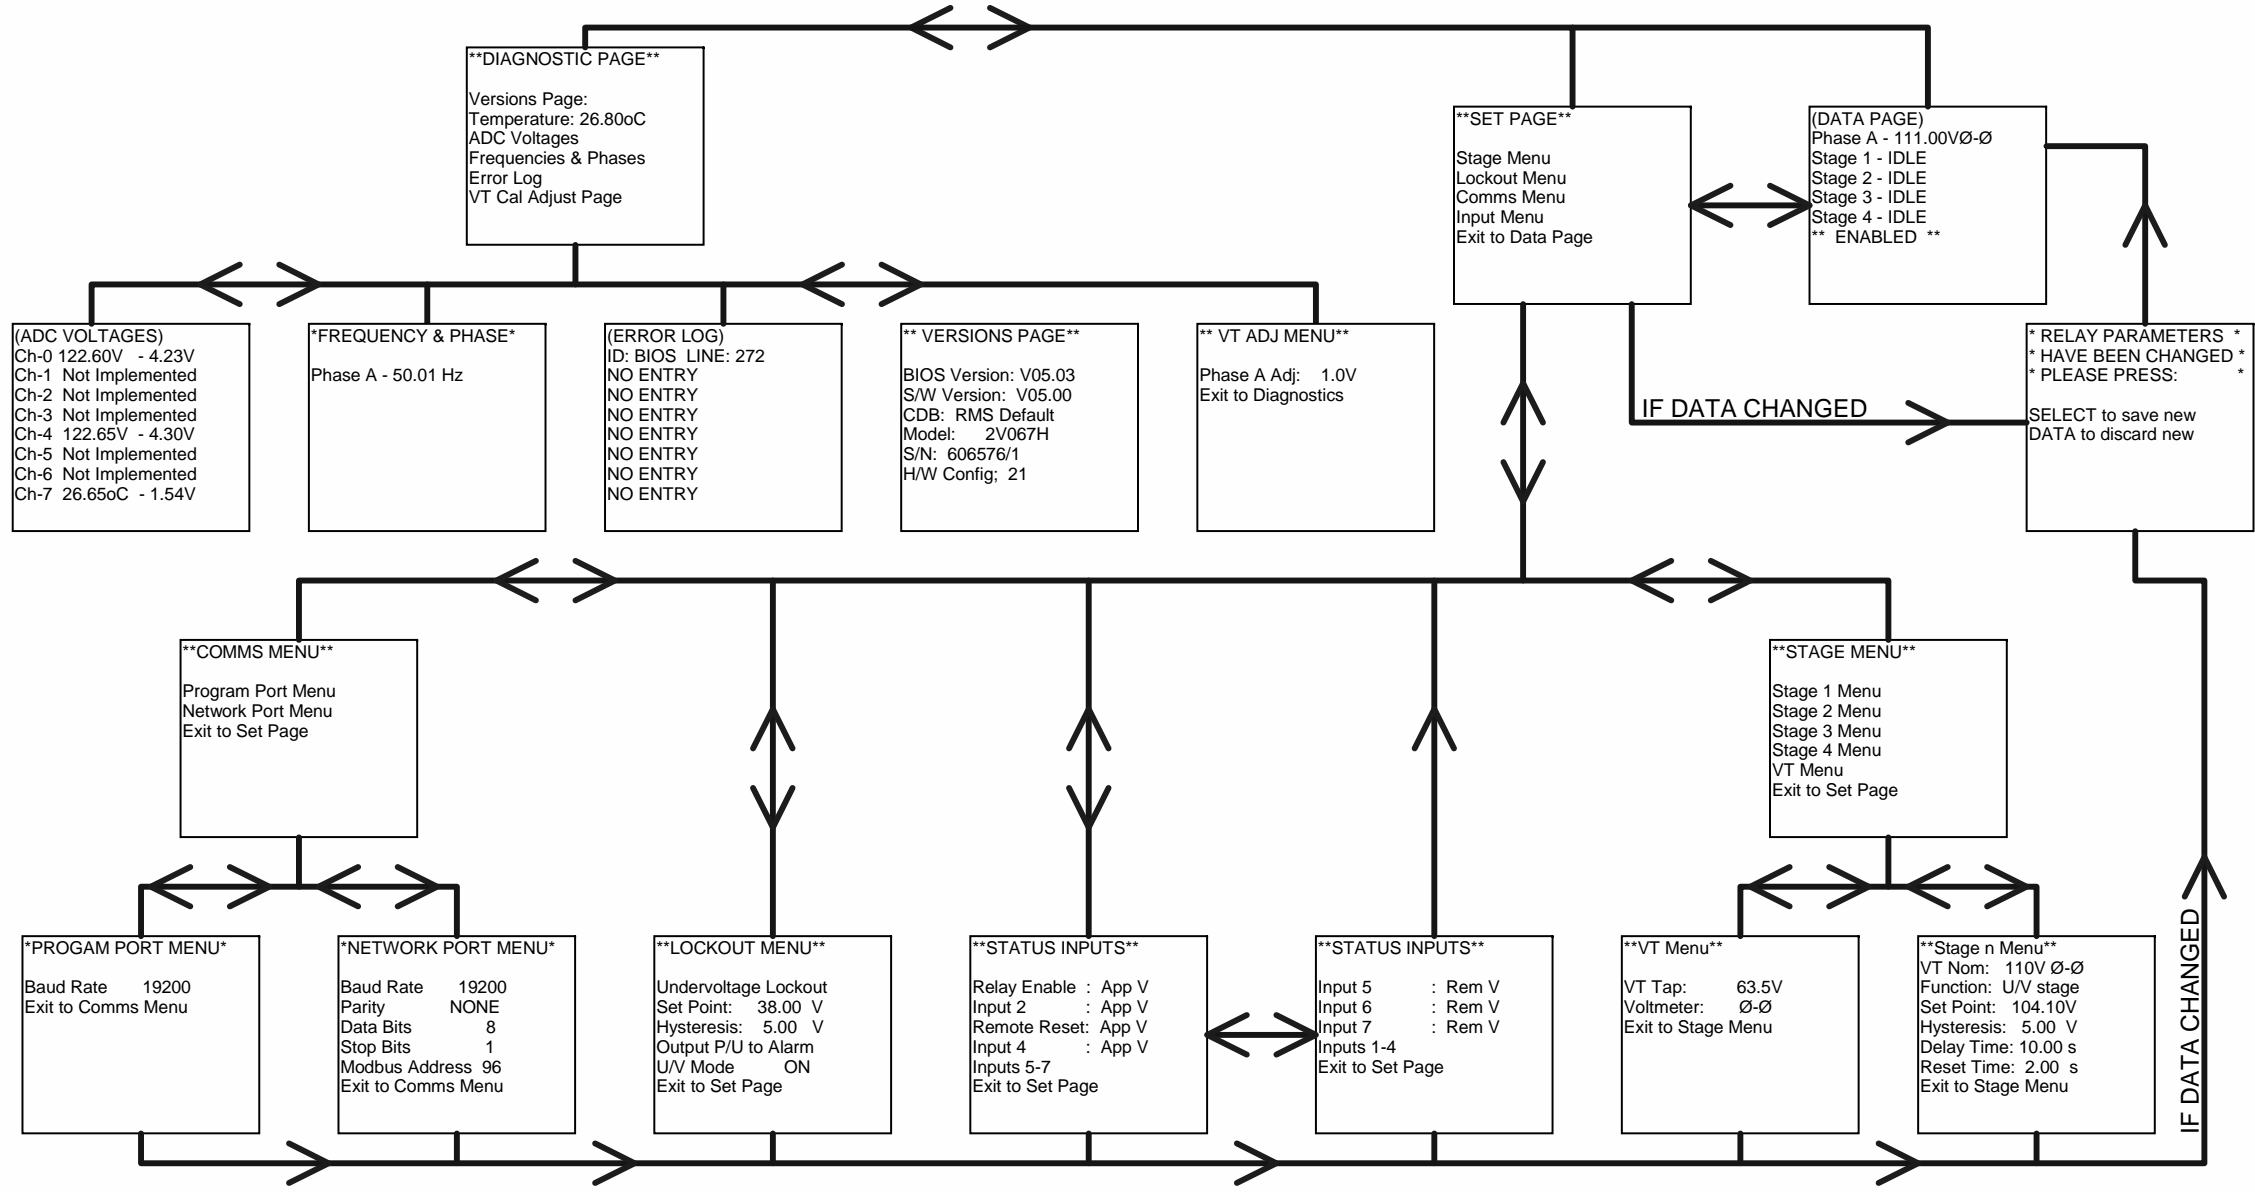 **DIAGNOSTIC PAGE**
Versions Page:
Temperature: 26.80oC
ADC Voltages
Frequencies & Phases
Error Log
VT Cal Adjust Page
**SET PAGE**
Stage Menu
Lockout Menu
Comms Menu
Input Menu
Exit to Data Page
(DATA PAGE)
Phase A - 111.00VØ-Ø
Stage 1 - IDLE
Stage 2 - IDLE
Stage 3 - IDLE
Stage 4 - IDLE
** ENABLED **
(ADC VOLTAGES)
Ch-0 122.60V - 4.23V
Ch-1 Not Implemented
Ch-2 Not Implemented
Ch-3 Not Implemented
Ch-4 122.65V - 4.30V
Ch-5 Not Implemented
Ch-6 Not Implemented
Ch-7 26.65oC - 1.54V
*FREQUENCY & PHASE*
Phase A - 50.01 Hz
(ERROR LOG)
ID: BIOS LINE: 272
NO ENTRY
NO ENTRY
NO ENTRY
NO ENTRY
NO ENTRY
NO ENTRY
NO ENTRY
** VERSIONS PAGE**
BIOS Version: V05.03
S/W Version: V05.00
CDB: RMS Default
Model: 2V067H
S/N: 606576/1
H/W Config; 21
** VT ADJ MENU**
Phase A Adj: 1.0V
Exit to Diagnostics
IF DATA CHANGED
* RELAY PARAMETERS *
* HAVE BEEN CHANGED *
* PLEASE PRESS: *
SELECT to save new
DATA to discard new
**COMMS MENU**
Program Port Menu
Network Port Menu
Exit to Set Page
**STAGE MENU**
Stage 1 Menu
Stage 2 Menu
Stage 3 Menu
Stage 4 Menu
VT Menu
Exit to Set Page
*PROGAM PORT MENU*
Baud Rate 19200
Exit to Comms Menu
*NETWORK PORT MENU*
Baud Rate 19200
Parity NONE
Data Bits 8
Stop Bits 1
Modbus Address 96
Exit to Comms Menu
**LOCKOUT MENU**
Undervoltage Lockout
Set Point: 38.00 V
Hysteresis: 5.00 V
Output P/U to Alarm
U/V Mode ON
Exit to Set Page
**STATUS INPUTS**
Relay Enable : App V
Input 2 : App V
Remote Reset: App V
Input 4 : App V
Inputs 5-7
Exit to Set Page
**STATUS INPUTS**
Input 5 : Rem V
Input 6 : Rem V
Input 7 : Rem V
Inputs 1-4
Exit to Set Page
**VT Menu**
VT Tap: 63.5V
Voltmeter: Ø-Ø
Exit to Stage Menu
**Stage n Menu**
VT Nom: 110V Ø-Ø
Function: U/V stage
Set Point: 104.10V
Hysteresis: 5.00 V
Delay Time: 10.00 s
Reset Time: 2.00 s
Exit to Stage Menu
IF DATA CHANGED